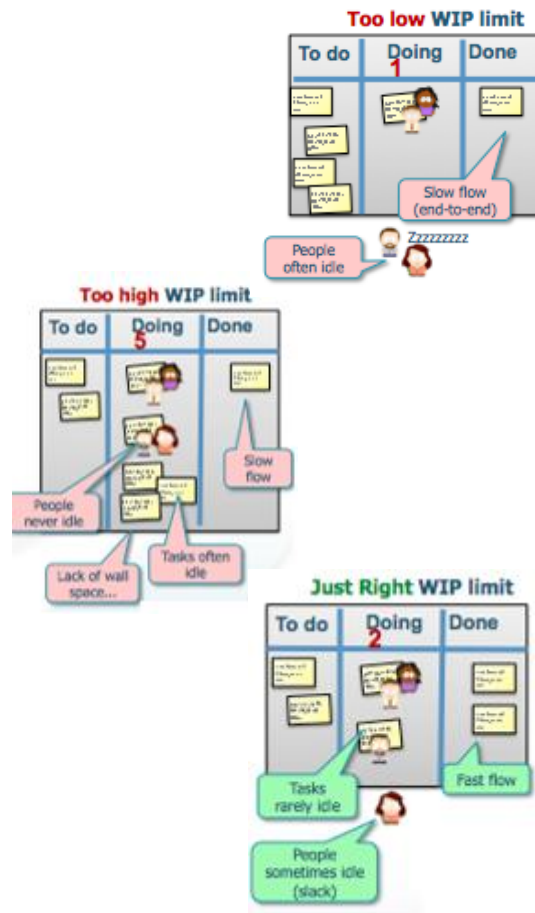 Too low WIP limit
To do Doing Done
1
Slow flow
(end-to-end)
Zzzzzzzzz
People
often idle
Too high WIP limit
To do Doing Done
5
Slow
flow
People
never idle
Tasks often
idle
Lack of wall
space...
Just Right WIP limit
To do Doing Done
2
Tasks
rarely idle
Fast flow
People
sometimes idle
(slack)